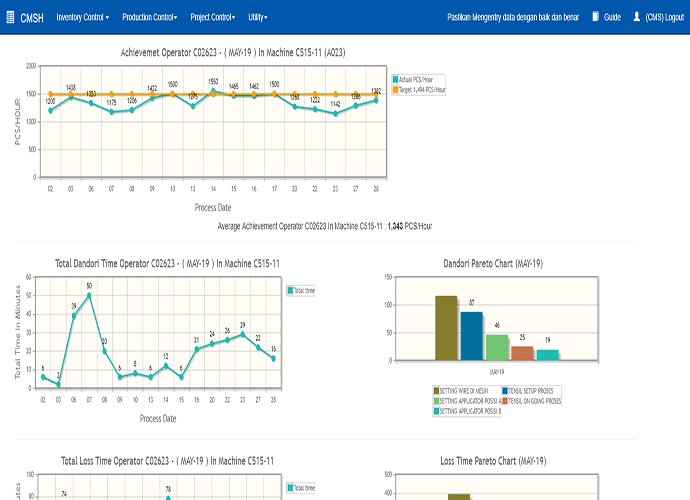 CMSH Inventory Control Production Control Project Control Utility Pastikan Mengentry data dengan baik dan benar Guide (CMS) Logout
Achievemet Operator C02623 - ( MAY-19 ) In Machine C515-11 (A023)
PCS/HOUR
2000
1500
1000
500
0
1200 1438 1333 1175 1206 1422 1500 1275 1550 1465 1462 1500 1268 1222 1142 1286 1382
02 03 06 07 08 09 10 13 14 15 16 17 20 22 23 27 28
Process Date
Actual PCS/Hour
Target 1,494 PCS/Hour
Average Achievement Operator C02623 In Machine C515-11 : 1,343 PCS/Hour
Total Dandori Time Operator C02623 - ( MAY-19 ) In Machine C515-11
Total Time In Minutes
60
50
40
30
20
10
0
6 2 39 50 20 6 8 6 12 6 21 24 26 29 22 16
02 03 06 07 08 09 10 13 14 15 16 20 22 23 27 28
Process Date
Total time
Dandori Pareto Chart (MAY-19)
150
100
50
0
87 46 25 19
MAY-19
SETTING WIRE DI MESIN TENSIL SETUP PROSES
SETTING APPLICATOR POSISI A TENSIL ON GOING PROSES
SETTING APPLICATOR POSISI B
Total Loss Time Operator C02623 - ( MAY-19 ) In Machine C515-11
100
80
74 78
Total time
Loss Time Pareto Chart (MAY-19)
500
400